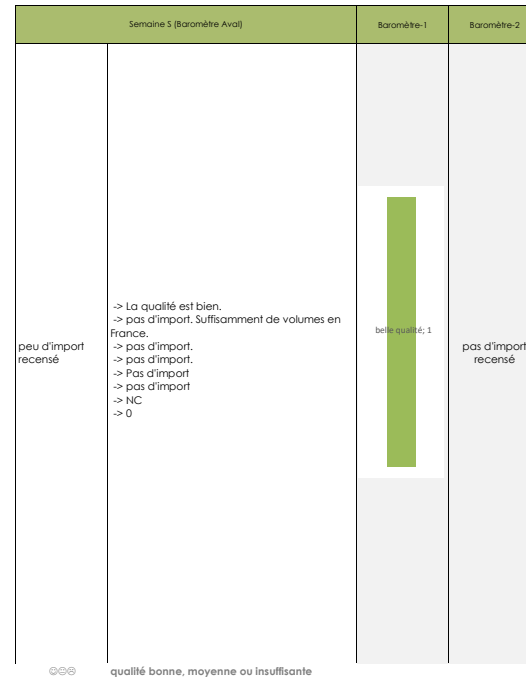 Semaine S (Baromètre Aval)
Baromètre-1
Baromètre-2
peu d'import
recensé
-> La qualité est bien.
-> pas d'import. Suffisamment de volumes en
France.
-> pas d'import.
-> pas d'import.
-> Pas d'import
-> pas d'import
-> NC
-> 0
belle qualité; 1
pas d'import
recensé
☺😐☹ qualité bonne, moyenne ou insuffisante